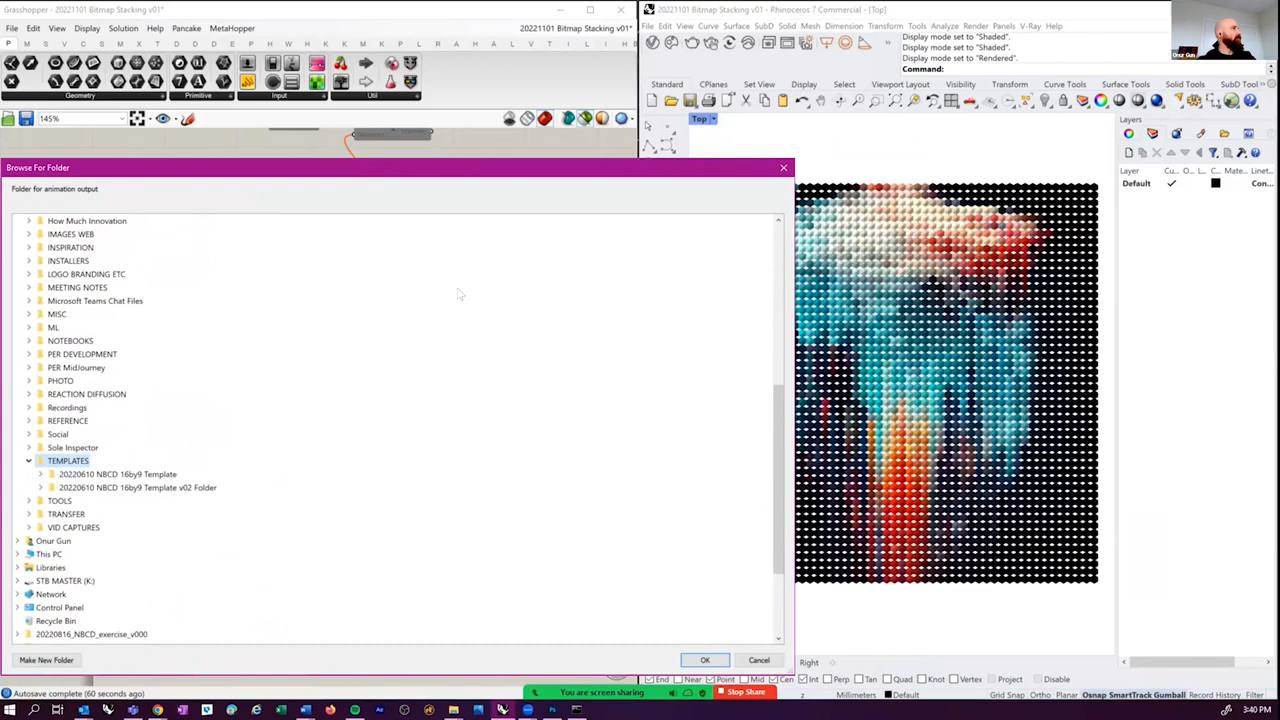 Grasshopper - 20221101 Bitmap Stacking v01*
File Edit View Display Solution Help Pancake MetaHopper
20221101 Bitmap Stacking v01*
Geometry Primitive Input Util
145%
Browse For Folder
Folder for animation output
How Much Innovation
IMAGES WEB
INSPIRATION
INSTALLERS
LOGO BRANDING ETC
MEETING NOTES
Microsoft Teams Chat Files
MISC
ML
NOTEBOOKS
PER DEVELOPMENT
PER MidJourney
PHOTO
REACTION DIFFUSION
Recordings
REFERENCE
Social
Sole Inspector
TEMPLATES
20220610 NBCD 16by9 Template
20220610 NBCD 16by9 Template v02 Folder
TOOLS
TRANSFER
VID CAPTURES
Onur Gun
This PC
Libraries
STB MASTER (K:)
Network
Control Panel
Recycle Bin
20220816_NBCD_exercise_v000
Make New Folder
OK
Cancel
Autosave complete (60 seconds ago)
20221101 Bitmap Stacking v01 - Rhinoceros 7 Commercial - [Top]
File Edit View Curve Surface SubD Solid Mesh Dimension Transform Tools Analyze Render Panels V-Ray Help
Display mode set to "Shaded".
Display mode set to "Shaded".
Display mode set to "Rendered".
Command:
Onur Gun
Standard CPlanes Set View Display Select Viewport Layout Visibility Transform Curve Tools Surface Tools SubD Tool
Top
Layers
Layer Cu... O... L... C... Mate... Linet...
Default Con...
Right
End Near Point Mid Cen Int Perp Tan Quad Knot Vertex Project Disable
z Millimeters Default Grid Snap Ortho Planar Osnap SmartTrack Gumball Record History Filter
You are screen sharing
Stop Share
3:40 PM